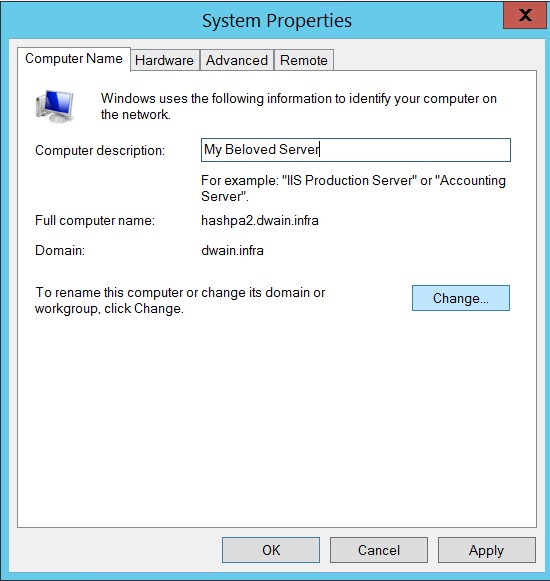 System Properties
x
Computer Name Hardware Advanced Remote
Windows uses the following information to identify your computer on
the network.
Computer description: My Beloved Server
For example: "IIS Production Server" or "Accounting
Server".
Full computer name: hashpa2.dwain.infra
Domain: dwain.infra
To rename this computer or change its domain or
workgroup, click Change.
Change...
OK Cancel Apply